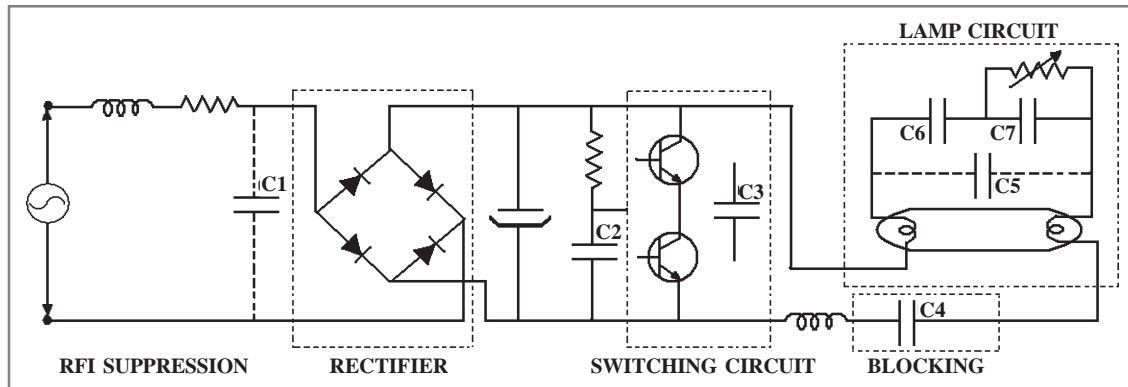 LAMP CIRCUIT
C6
C7
C1
C3
C5
C2
C4
RFI SUPPRESSION
RECTIFIER
SWITCHING CIRCUIT
BLOCKING